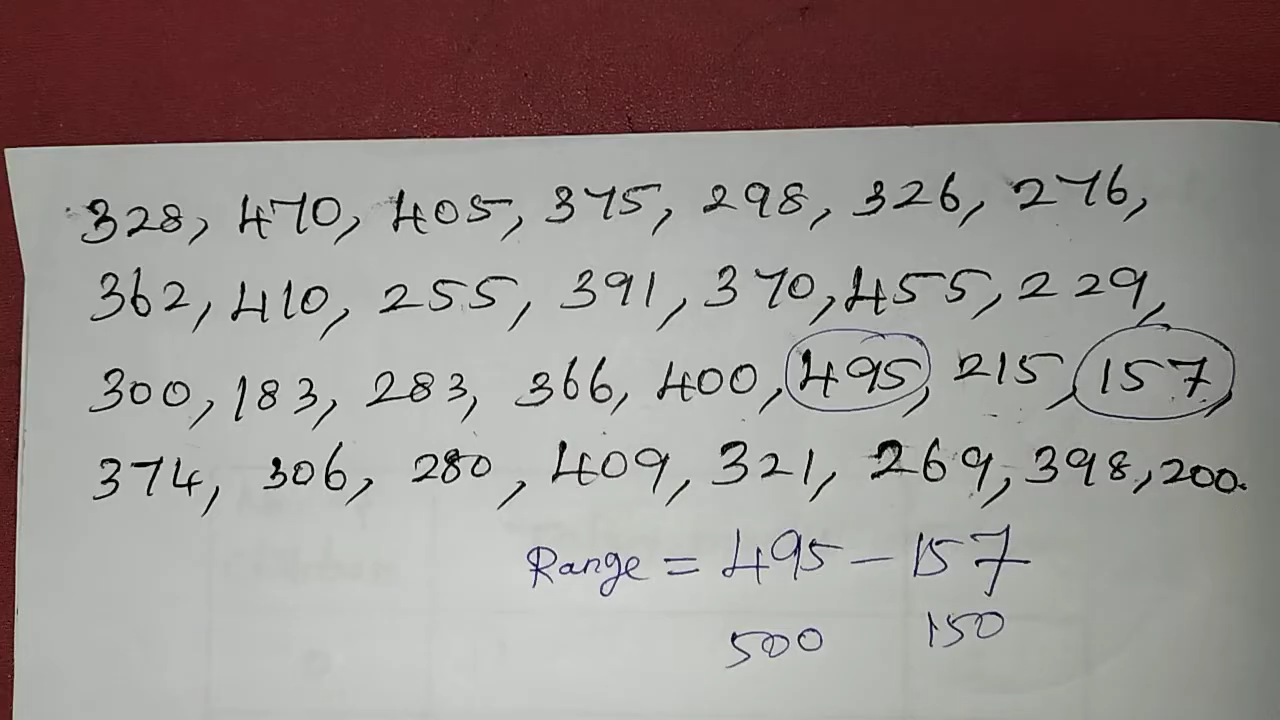 328, 470, 405, 375, 298, 326, 276,
362, 410, 255, 391, 370, 455, 229,
300, 183, 283, 366, 400, 495, 215, 157,
374, 306, 280, 409, 321, 269, 398, 200.
Range = 495 - 157
500 150